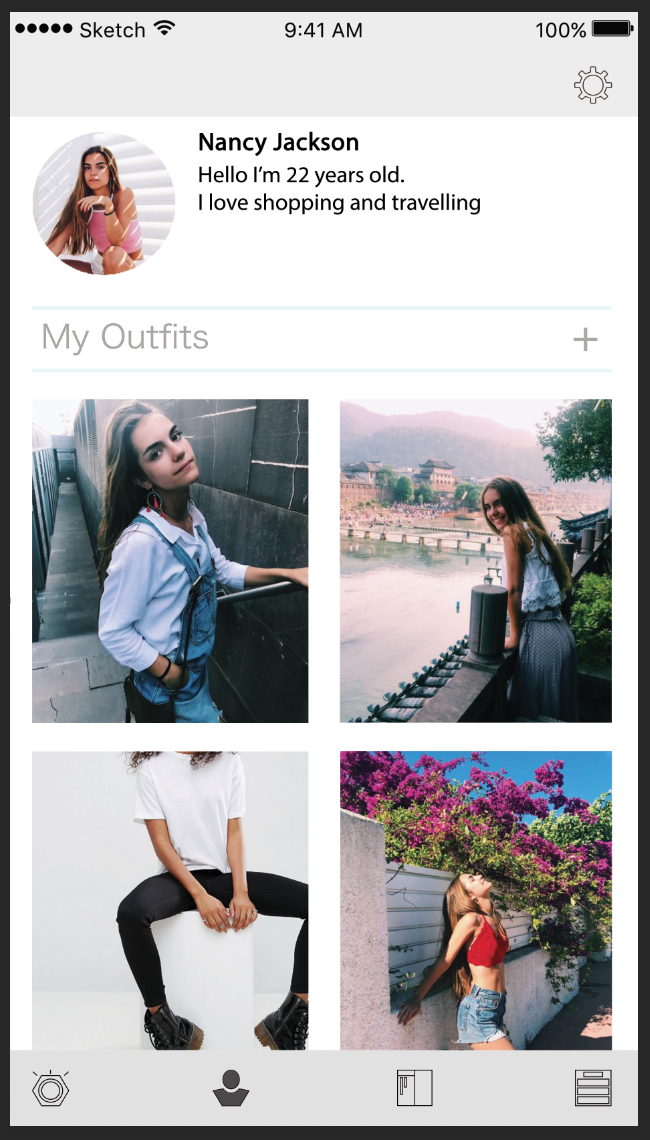 ●●●●● Sketch 9:41 AM 100%
Nancy Jackson
Hello I’m 22 years old.
I love shopping and travelling
My Outfits +